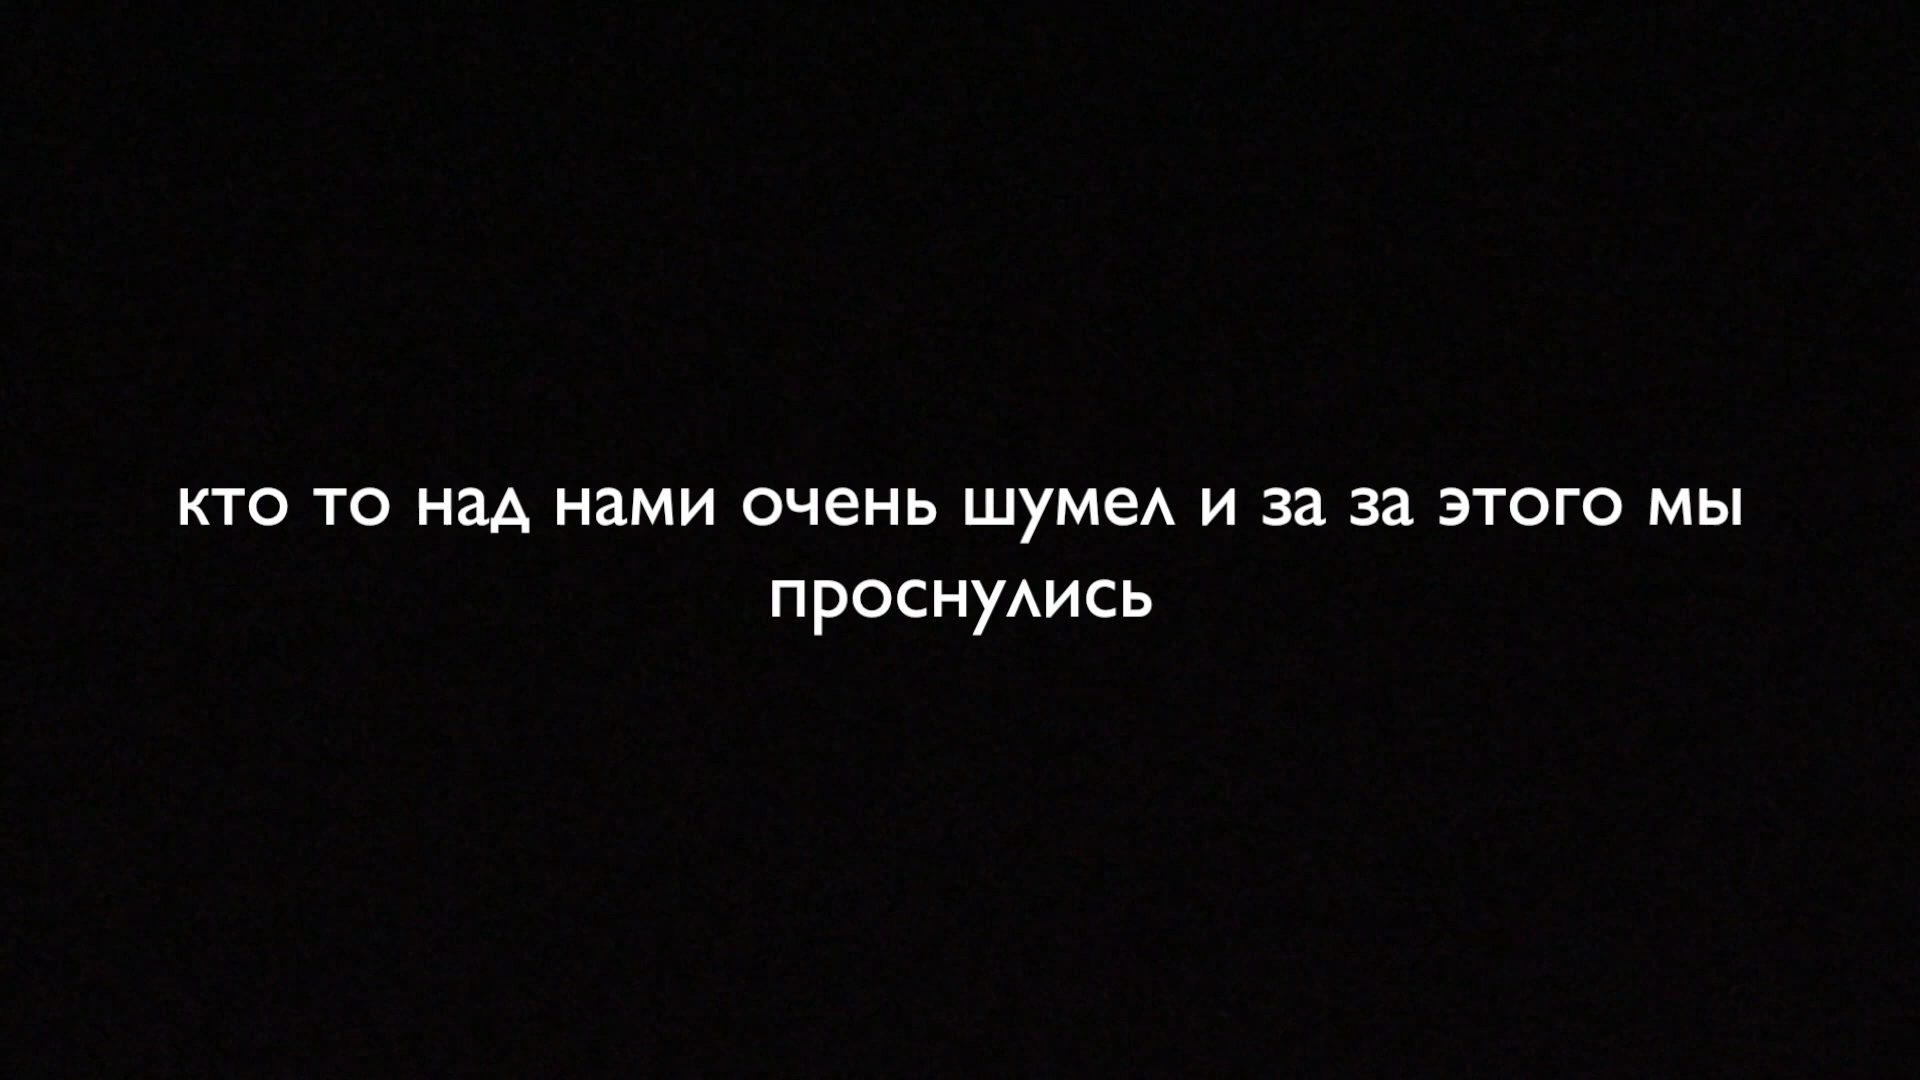 кто то над нами очень шумел и за за этого мы
проснулись